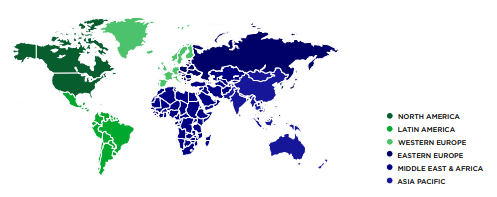 NORTH AMERICA
LATIN AMERICA
WESTERN EUROPE
EASTERN EUROPE
MIDDLE EAST & AFRICA
ASIA PACIFIC